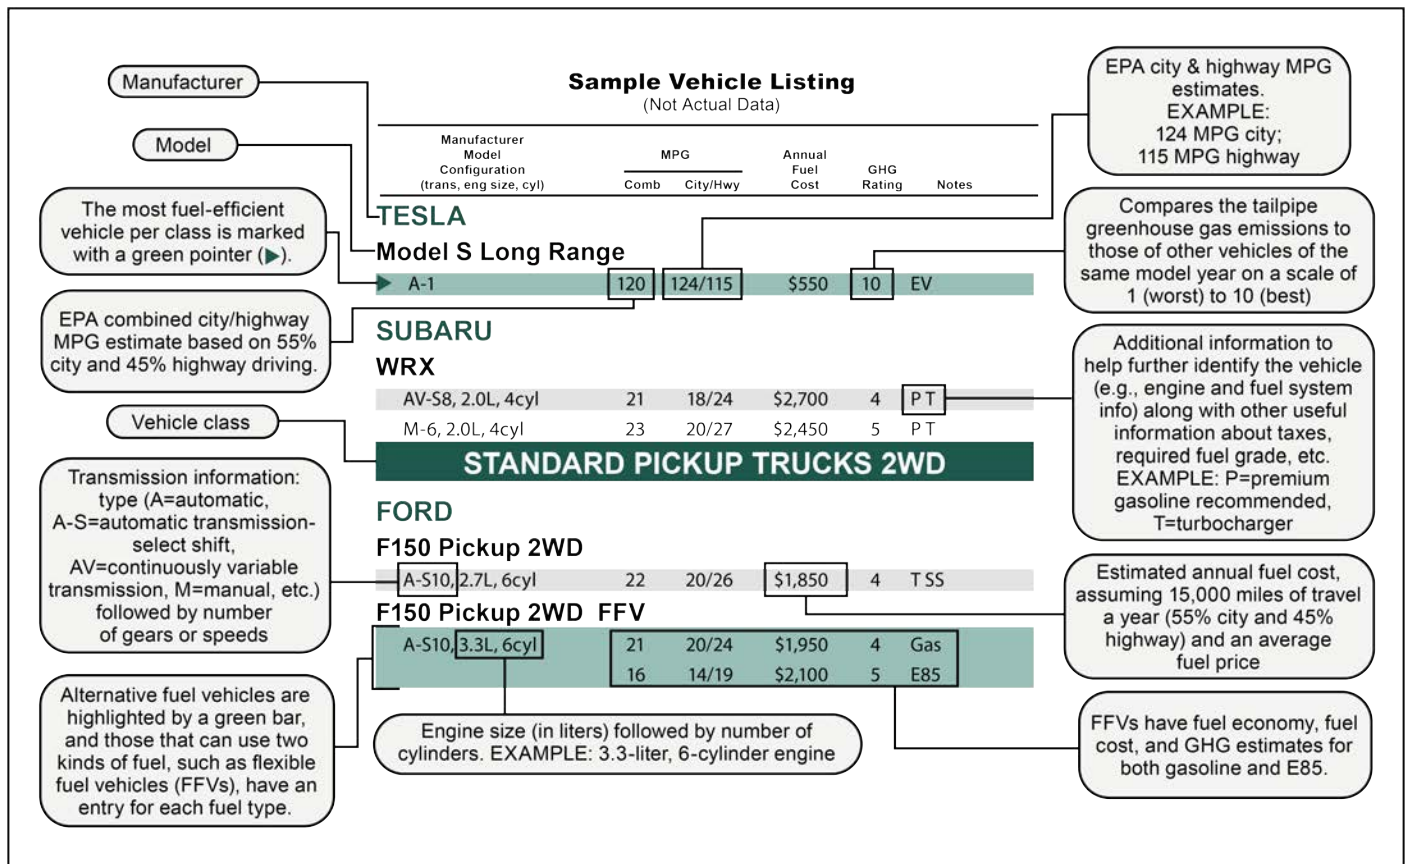 Sample Vehicle Listing
(Not Actual Data)
Manufacturer
Model
Configuration
(trans, eng size, cyl)
MPG
Comb
City/Hwy
Annual
Fuel
Cost
GHG
Rating
Notes
TESLA
Model S Long Range
▶ A-1 120 124/115 $550 10 EV
SUBARU
WRX
AV-S8, 2.0L, 4cyl 21 18/24 $2,700 4 P T
M-6, 2.0L, 4cyl 23 20/27 $2,450 5 P T
STANDARD PICKUP TRUCKS 2WD
FORD
F150 Pickup 2WD
A-S10, 2.7L, 6cyl 22 20/26 $1,850 4 T SS
F150 Pickup 2WD FFV
A-S10, 3.3L, 6cyl 21 20/24 $1,950 4 Gas
16 14/19 $2,100 5 E85
Manufacturer
Model
The most fuel-efficient
vehicle per class is marked
with a green pointer (▶).
EPA combined city/highway
MPG estimate based on 55%
city and 45% highway driving.
Vehicle class
Transmission information:
type (A=automatic,
A-S=automatic transmission-
select shift,
AV=continuously variable
transmission, M=manual, etc.)
followed by number
of gears or speeds
Alternative fuel vehicles are
highlighted by a green bar,
and those that can use two
kinds of fuel, such as flexible
fuel vehicles (FFVs), have an
entry for each fuel type.
Engine size (in liters) followed by number of
cylinders. EXAMPLE: 3.3-liter, 6-cylinder engine
EPA city & highway MPG
estimates.
EXAMPLE:
124 MPG city;
115 MPG highway
Compares the tailpipe
greenhouse gas emissions to
those of other vehicles of the
same model year on a scale of
1 (worst) to 10 (best)
Additional information to
help further identify the vehicle
(e.g., engine and fuel system
info) along with other useful
information about taxes,
required fuel grade, etc.
EXAMPLE: P=premium
gasoline recommended,
T=turbocharger
Estimated annual fuel cost,
assuming 15,000 miles of travel
a year (55% city and 45%
highway) and an average
fuel price
FFVs have fuel economy, fuel
cost, and GHG estimates for
both gasoline and E85.